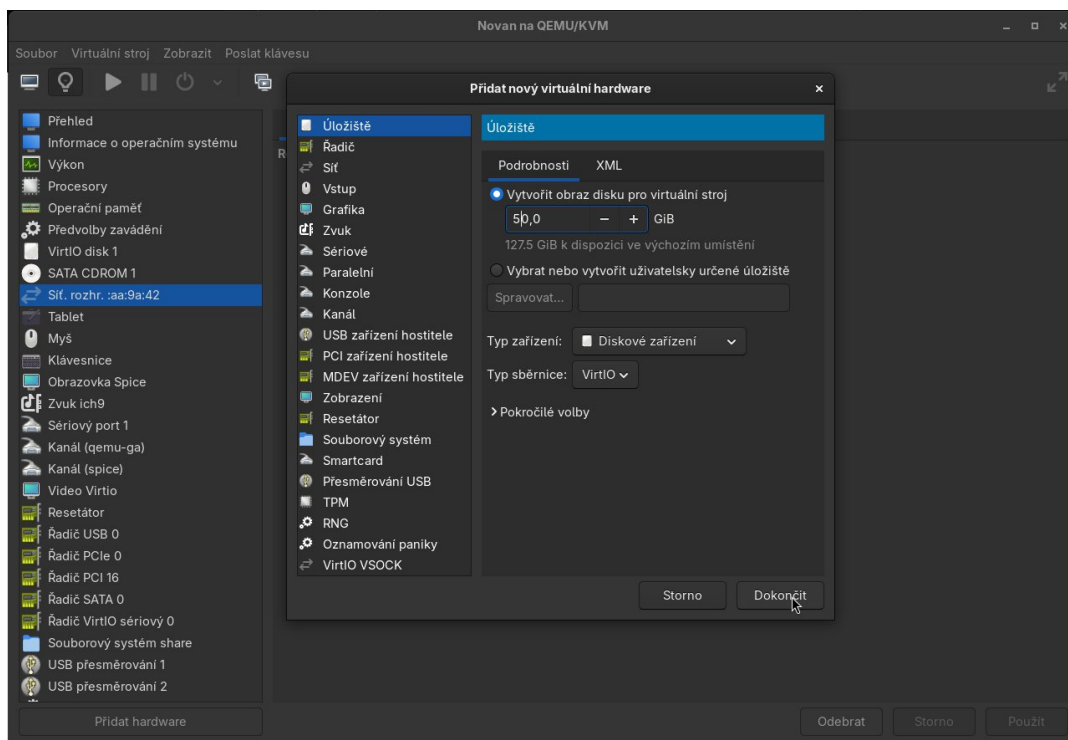 Novan na QEMU/KVM
Soubor Virtuální stroj Zobrazit Poslat klávesu
Přehled
Informace o operačním systému
Výkon
Procesory
Operační paměť
Předvolby zavádění
VirtIO disk 1
SATA CDROM 1
Síť. rozhr. :aa:9a:42
Tablet
Myš
Klávesnice
Obrazovka Spice
Zvuk ich9
Sériový port 1
Kanál (qemu-ga)
Kanál (spice)
Video Virtio
Resetátor
Řadič USB 0
Řadič PCIe 0
Řadič PCI 16
Řadič SATA 0
Řadič VirtIO sériový 0
Souborový systém share
USB přesměrování 1
USB přesměrování 2
Přidat hardware
R
Přidat nový virtuální hardware
Úložiště
Řadič
Síť
Vstup
Grafika
Zvuk
Sériové
Paralelní
Konzole
Kanál
USB zařízení hostitele
PCI zařízení hostitele
MDEV zařízení hostitele
Zobrazení
Resetátor
Souborový systém
Smartcard
Přesměrování USB
TPM
RNG
Oznamování paniky
VirtIO VSOCK
Úložiště
Podrobnosti XML
Vytvořit obraz disku pro virtuální stroj
50,0 − + GiB
127.5 GiB k dispozici ve výchozím umístění
Vybrat nebo vytvořit uživatelsky určené úložiště
Spravovat...
Typ zařízení: Diskové zařízení
Typ sběrnice: VirtIO
Pokročilé volby
Storno Dokončit
Odebrat Storno Použít